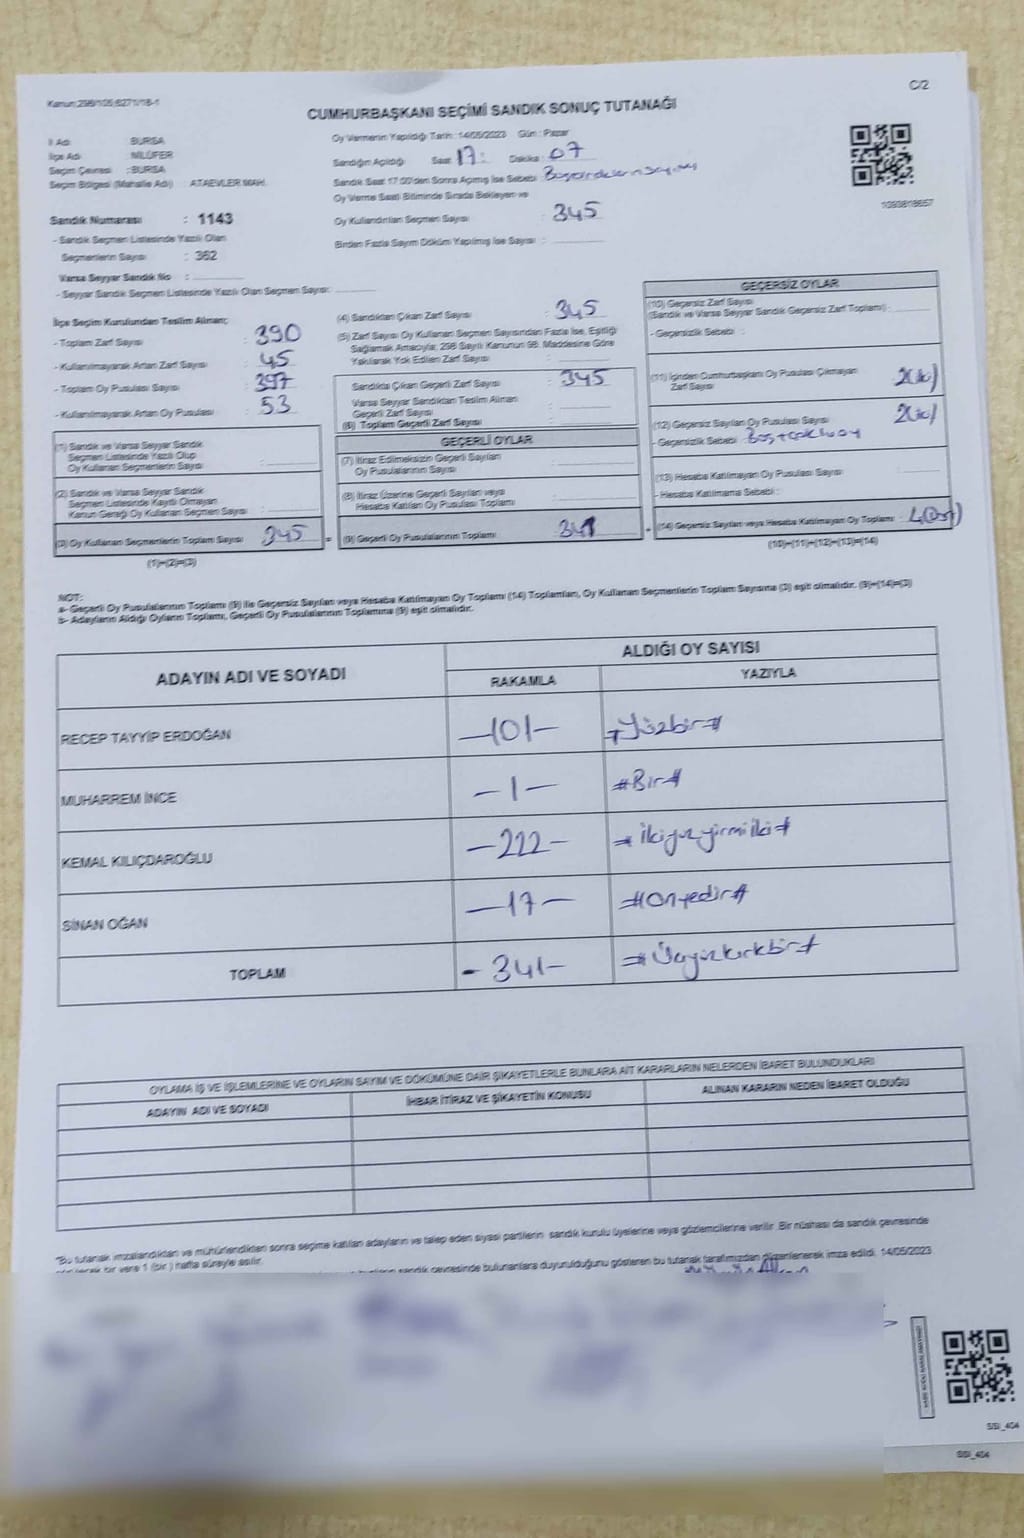 Kanun;298/105;6271/18-1
C/2
CUMHURBAŞKANI SEÇİMİ SANDIK SONUÇ TUTANAĞI
İl Adı : BURSA
İlçe Adı : NİLÜFER
Seçim Çevresi : BURSA
Seçim Bölgesi (Mahalle Adı) : ATAEVLER MAH.
Oy Vermenin Yapıldığı Tarih : 14/05/2023 Gün : Pazar
Sandığın Açıldığı Saat 17 : Dakika : 07
Sandık Saat 17:00'den Sonra Açılmış İse Sebebi :
Oy Verme Saati Bitiminde Sırada Bekleyen ve
Oy Kullandırılan Seçmen Sayısı : 345
Birden Fazla Sayım Döküm Yapılmış İse Sayısı : 
1093818657
Sandık Numarası : 1143
- Sandık Seçmen Listesinde Yazılı Olan
Seçmenlerin Sayısı : 362
Varsa Seyyar Sandık No :
- Seyyar Sandık Seçmen Listesinde Yazılı Olan Seçmen Sayısı:
İlçe Seçim Kurulundan Teslim Alınan;
- Toplam Zarf Sayısı : 390
- Kullanılmayarak Artan Zarf Sayısı : 45
- Toplam Oy Pusulası Sayısı : 397
- Kullanılmayarak Artan Oy Pusulası : 53
(1) Sandık ve Varsa Seyyar Sandık
Seçmen Listesinde Yazılı Olup
Oy Kullanan Seçmenlerin Sayısı :
(2) Sandık ve Varsa Seyyar Sandık
Seçmen Listesinde Kayıtlı Olmayan
Kanun Gereği Oy Kullanan Seçmen Sayısı :
(3) Oy Kullanan Seçmenlerin Toplam Sayısı : 345 =
(1)+(2)=(3)
(4) Sandıktan Çıkan Zarf Sayısı : 345
(5) Zarf Sayısı Oy Kullanan Seçmen Sayısından Fazla İse, Eşitliği
Sağlamak Amacıyla; 298 Sayılı Kanunun 98. Maddesine Göre
Yakılarak Yok Edilen Zarf Sayısı :
Sandıkta Çıkan Geçerli Zarf Sayısı : 345
Varsa Seyyar Sandıktan Teslim Alınan
Geçerli Zarf Sayısı :
(6) Toplam Geçerli Zarf Sayısı :
GEÇERLİ OYLAR
(7) İtiraz Edilmeksizin Geçerli Sayılan
Oy Pusulalarının Sayısı :
(8) İtiraz Üzerine Geçerli Sayılan veya
Hesaba Katılan Oy Pusulası Toplamı :
(9) Geçerli Oy Pusulalarının Toplamı : 341 +
GEÇERSİZ OYLAR
(10) Geçersiz Zarf Sayısı
(Sandık ve Varsa Seyyar Sandık Geçersiz Zarf Toplamı) :
- Geçersizlik Sebebi :
(11) İçinden Cumhurbaşkanı Oy Pusulası Çıkmayan
Zarf Sayısı 2(iki)
(12) Geçersiz Sayılan Oy Pusulası Sayısı 2(iki)
- Geçersizlik Sebebi :
(13) Hesaba Katılmayan Oy Pusulası Sayısı
- Hesaba Katılmama Sebebi :
(14) Geçersiz Sayılan veya Hesaba Katılmayan Oy Toplamı : 4(Dört)
(10)+(11)+(12)+(13)=(14)
NOT:
a- Geçerli Oy Pusulalarının Toplamı (9) ile Geçersiz Sayılan veya Hesaba Katılmayan Oy Toplamı (14) Toplamları, Oy Kullanan Seçmenlerin Toplam Sayısına (3) eşit olmalıdır. (9)+(14)=(3)
b- Adayların Aldığı Oyların Toplamı, Geçerli Oy Pusulalarının Toplamına (9) eşit olmalıdır.
ADAYIN ADI VE SOYADI
ALDIĞI OY SAYISI
RAKAMLA YAZIYLA
RECEP TAYYİP ERDOĞAN -101- #Yüzbir#
MUHARREM İNCE -1- #Bir#
KEMAL KILIÇDAROĞLU -222- #İkiyüzyirmiiki#
SİNAN OĞAN -17- #Onyedi#
TOPLAM -341- #Üçyüzkırkbir#
OYLAMA İŞ VE İŞLEMLERİNE VE OYLARIN SAYIM VE DÖKÜMÜNE DAİR ŞİKAYETLERLE BUNLARA AİT KARARLARIN NELERDEN İBARET BULUNDUKLARI
ADAYIN ADI VE SOYADI İHBAR İTİRAZ VE ŞİKAYETİN KONUSU ALINAN KARARIN NEDEN İBARET OLDUĞU
"Bu tutanak imzalandıktan ve mühürlendikten sonra seçime katılan adayların ve talep eden siyasi partilerin sandık kurulu üyelerine veya gözlemcilerine verilir. Bir nüshası da sandık çevresinde
bir yere 1 (bir) hafta süreyle asılır.
sandık çevresinde bulunanlara duyurulduğunu gösteren bu tutanak tarafımızdan düzenlenerek imza edildi. 14/05/2023
SSI_404
SSI_404